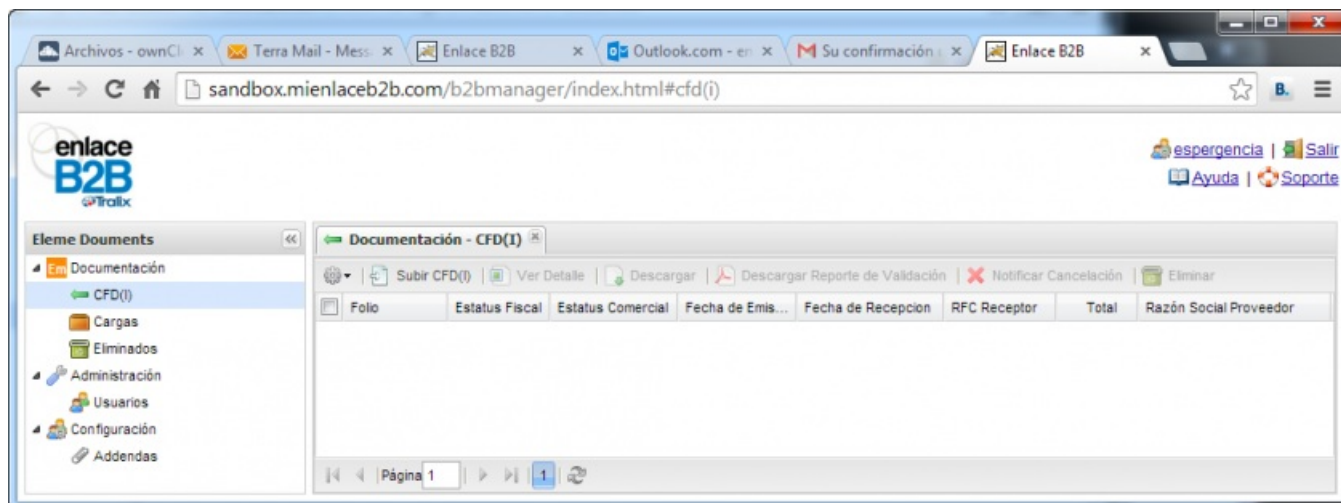 Archivos - ownCl
Terra Mail - Mess
Enlace B2B
Outlook.com - en
Su confirmación
Enlace B2B
sandbox.mienlaceb2b.com/b2bmanager/index.html#cfd(i)
B.
enlace
B2B
Tralix
espergencia | Salir
Ayuda | Soporte
Eleme Douments
Em Documentación
CFD(I)
Cargas
Eliminados
Administración
Usuarios
Configuración
Addendas
Documentación - CFD(I)
Subir CFD(I) | Ver Detalle | Descargar | Descargar Reporte de Validación | Notificar Cancelación | Eliminar
Folio Estatus Fiscal Estatus Comercial Fecha de Emis... Fecha de Recepcion RFC Receptor Total Razón Social Proveedor
Página 1 1